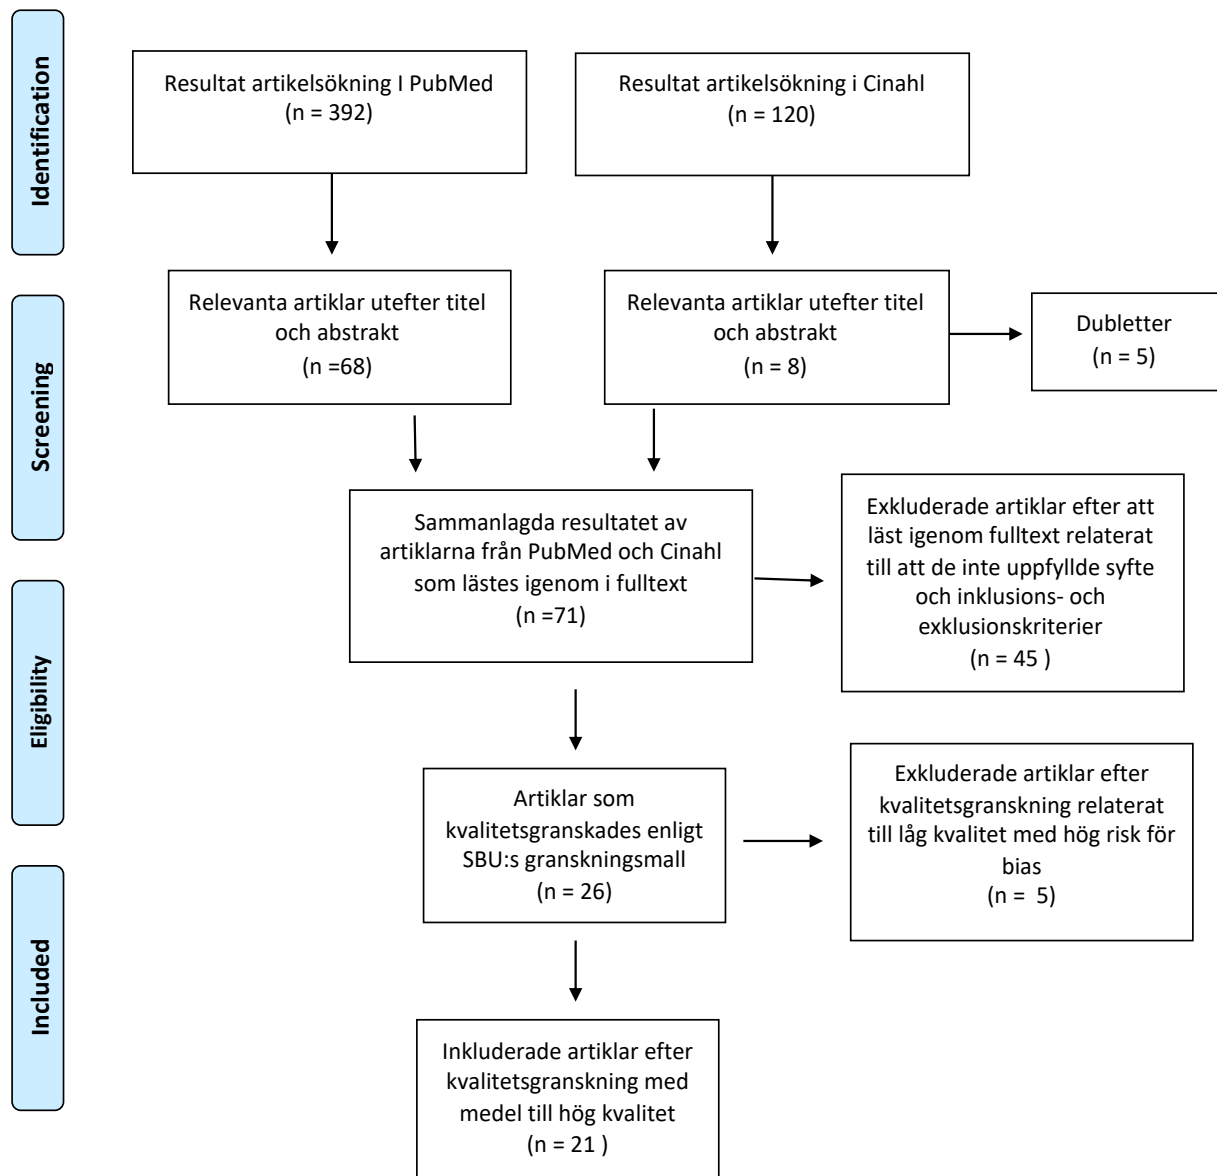 Identification
Resultat artikelsökning I PubMed
(n = 392)
Resultat artikelsökning i Cinahl
(n = 120)
Screening
Relevanta artiklar utefter titel
och abstrakt
(n =68)
Relevanta artiklar utefter titel
och abstrakt
(n = 8)
Dubletter
(n = 5)
Sammanlagda resultatet av
artiklarna från PubMed och Cinahl
som lästes igenom i fulltext
(n =71)
Exkluderade artiklar efter att
läst igenom fulltext relaterat
till att de inte uppfyllde syfte
och inklusions- och
exklusionskriterier
(n = 45 )
Eligibility
Artiklar som
kvalitetsgranskades enligt
SBU:s granskningsmall
(n = 26)
Exkluderade artiklar efter
kvalitetsgranskning relaterat
till låg kvalitet med hög risk för
bias
(n = 5)
Included
Inkluderade artiklar efter
kvalitetsgranskning med
medel till hög kvalitet
(n = 21 )